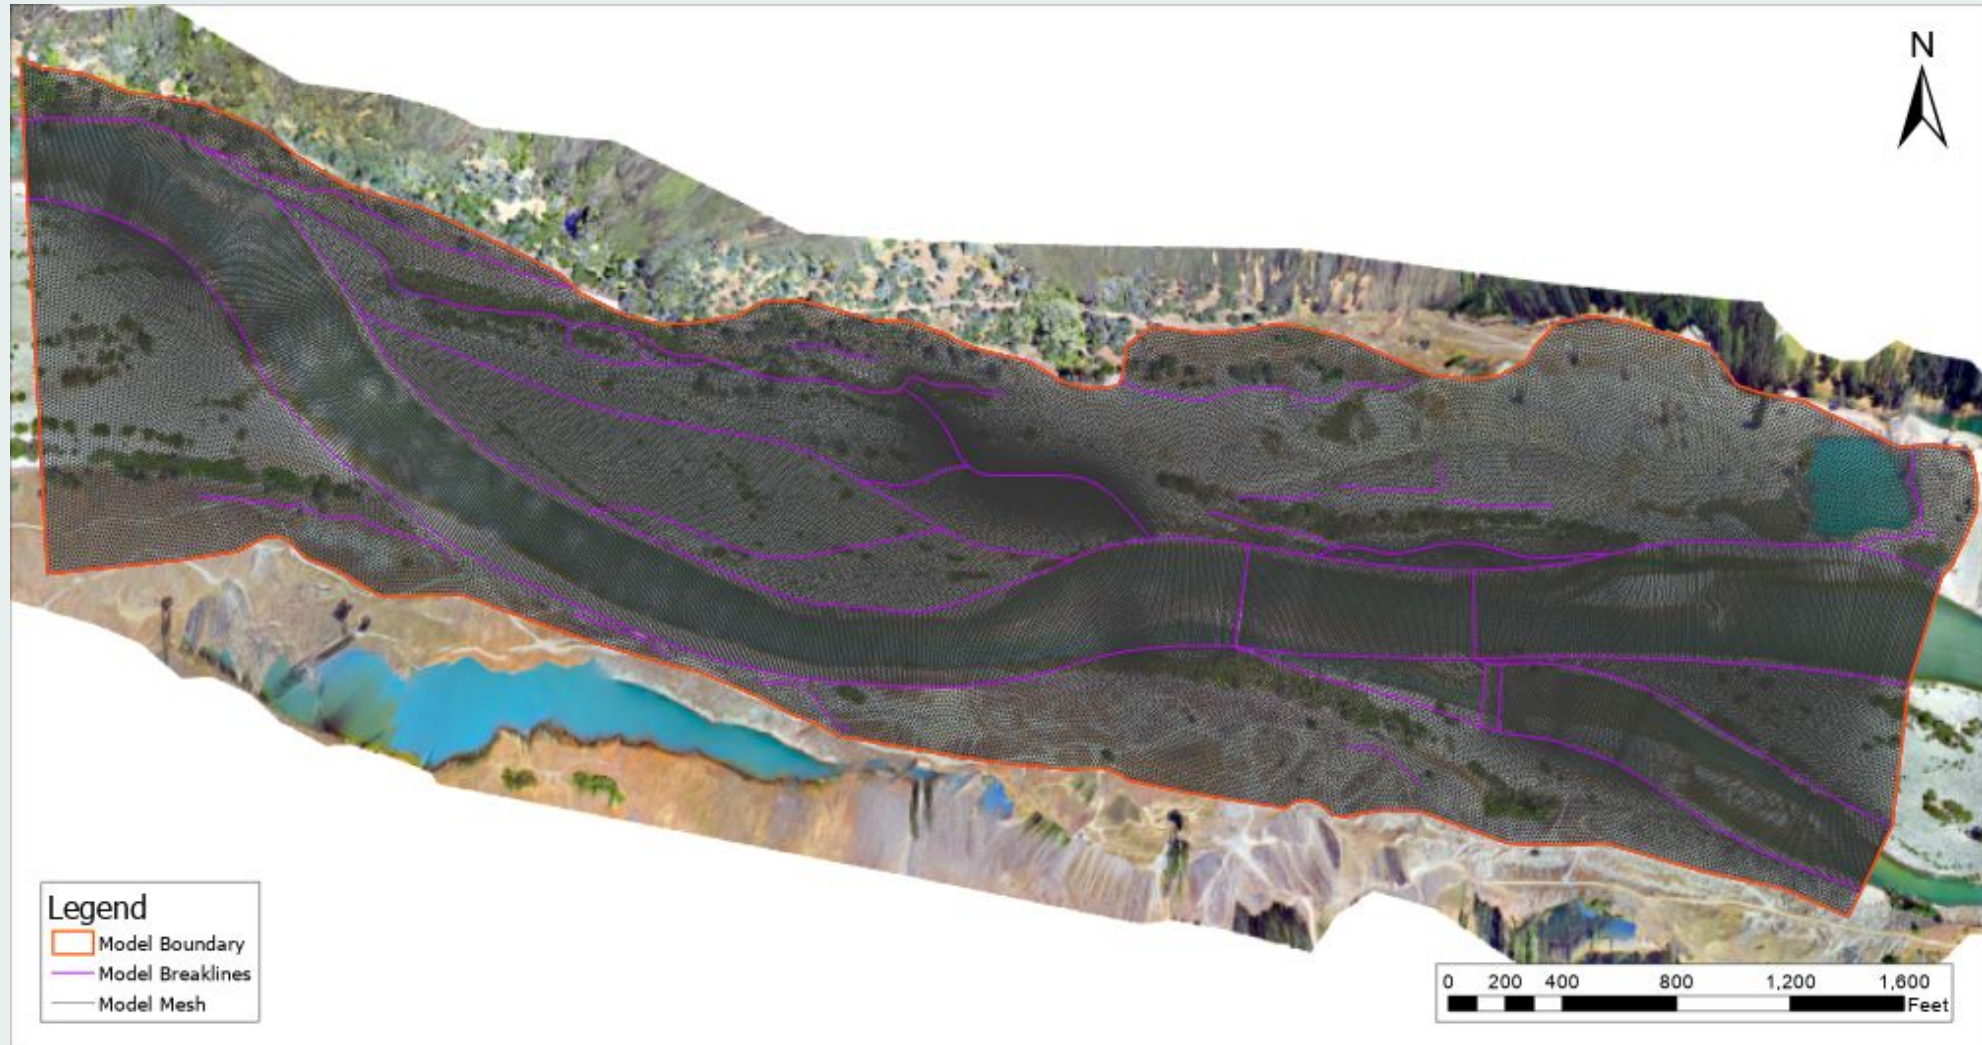 N
Legend
Model Boundary
Model Breaklines
Model Mesh
0 200 400 800 1,200 1,600
Feet